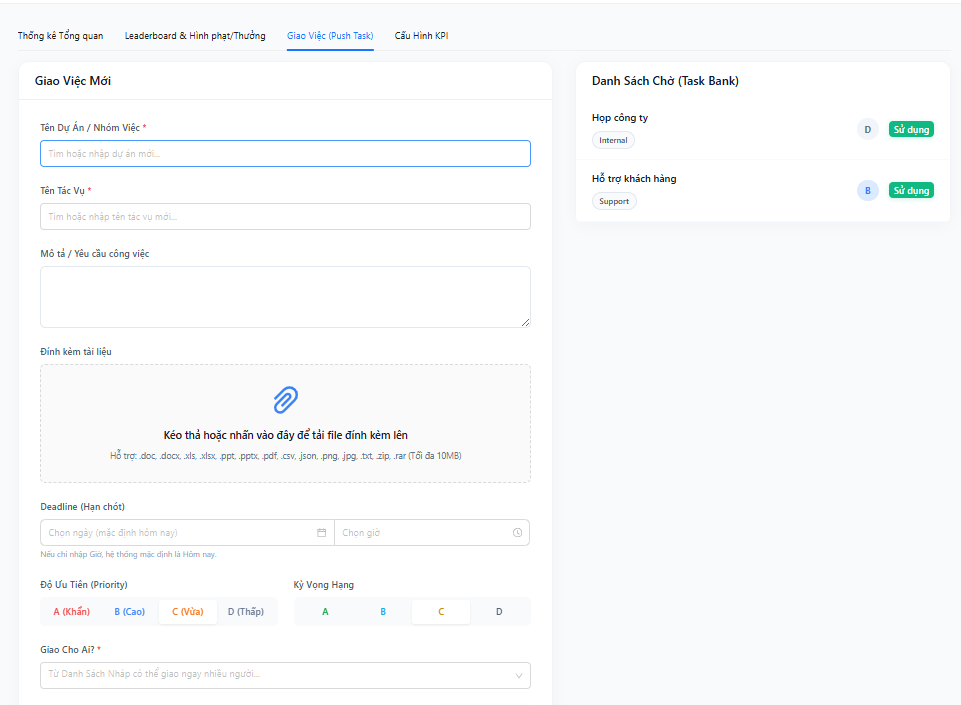 Thống kê Tổng quan
Leaderboard & Hình phạt/Thưởng
Giao Việc (Push Task)
Cấu Hình KPI
Giao Việc Mới
Tên Dự Án / Nhóm Việc *
Tìm hoặc nhập dự án mới...
Tên Tác Vụ *
Tìm hoặc nhập tên tác vụ mới...
Mô tả / Yêu cầu công việc
Đính kèm tài liệu
Kéo thả hoặc nhấn vào đây để tải file đính kèm lên
Hỗ trợ: .doc, .docx, .xls, .xlsx, .ppt, .pptx, .pdf, .csv, .json, .png, .jpg, .txt, .zip, .rar (Tối đa 10MB)
Deadline (Hạn chót)
Chọn ngày (mặc định hôm nay)
Chọn giờ
Nếu chỉ nhập Giờ, hệ thống mặc định là Hôm nay.
Độ Ưu Tiên (Priority)
A (Khẩn)
B (Cao)
C (Vừa)
D (Thấp)
Kỳ Vọng Hạng
A
B
C
D
Giao Cho Ai? *
Từ Danh Sách Nháp có thể giao ngay nhiều người...
Danh Sách Chờ (Task Bank)
Họp công ty
Internal
D
Sử dụng
Hỗ trợ khách hàng
Support
B
Sử dụng